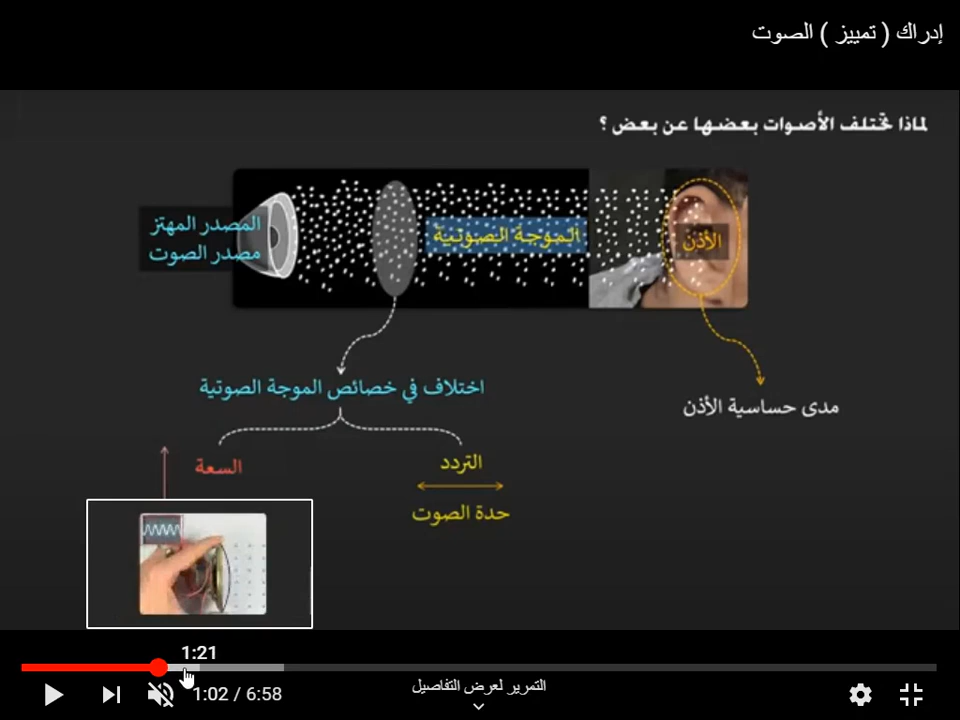 إدراك ( تمييز ) الصوت
لماذا تختلف الأصوات بعضها عن بعض ؟
المصدر المهتز
مصدر الصوت
الموجة الصوتية
الأذن
اختلاف في خصائص الموجة الصوتية
مدى حساسية الأذن
التردد
السعة
حدة الصوت
1:21
1:02 / 6:58
التمرير لعرض التفاصيل